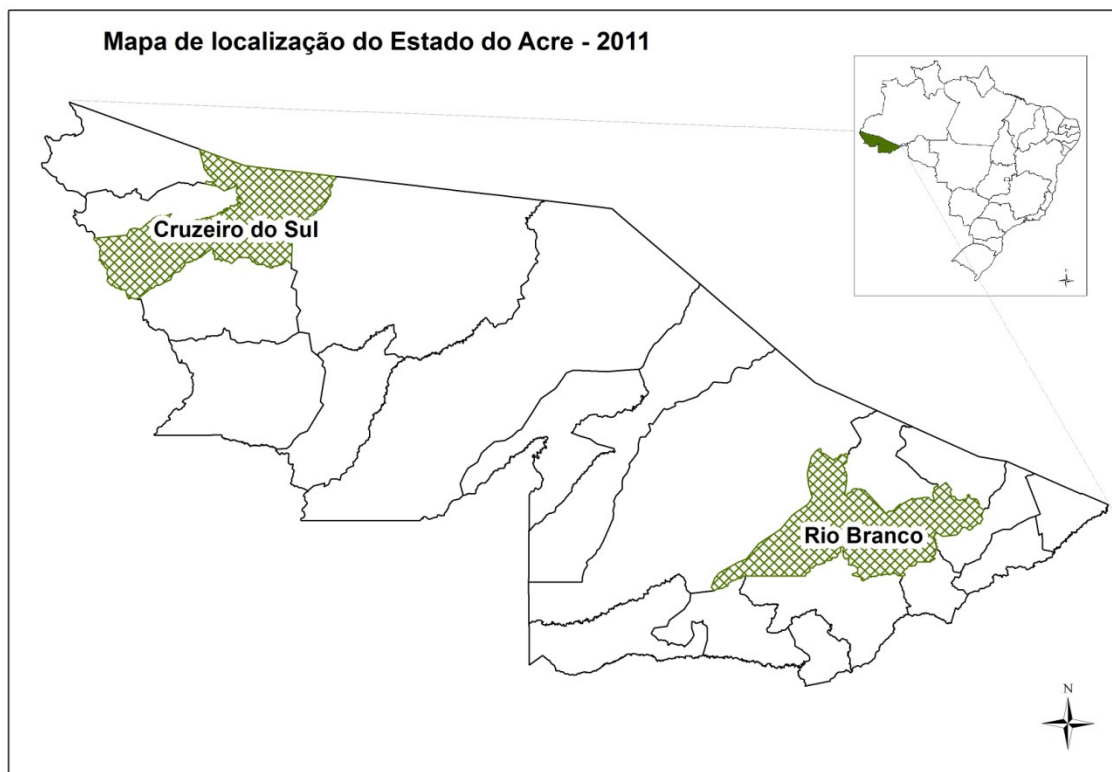 Mapa de localização do Estado do Acre - 2011
Cruzeiro do Sul
Rio Branco
N